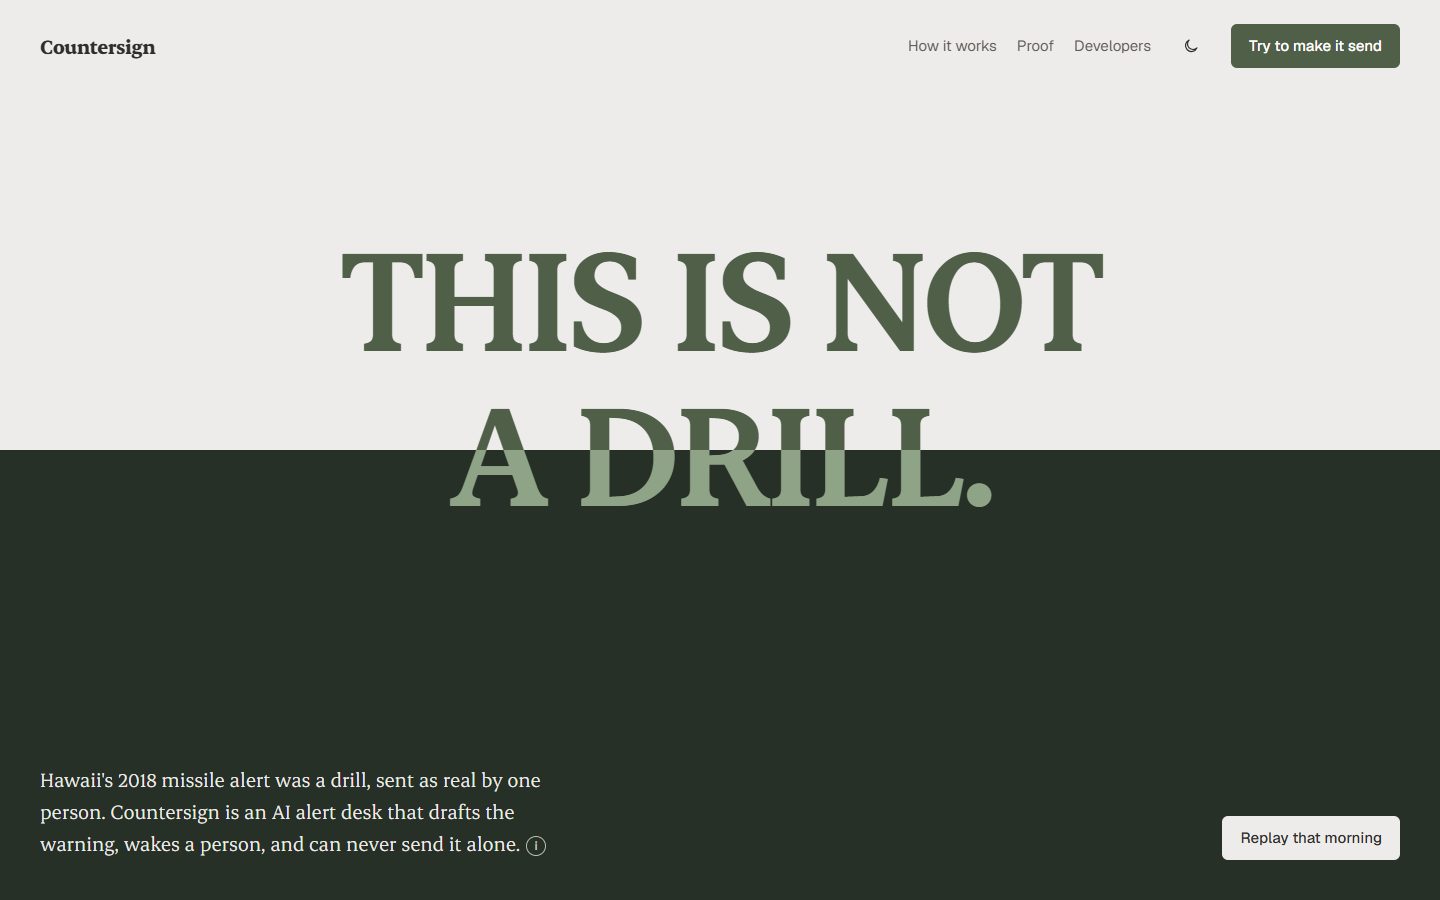 Countersign
How it works
Proof
Developers
Try to make it send
THIS IS NOT
A DRILL.
Hawaii's 2018 missile alert was a drill, sent as real by one
person. Countersign is an AI alert desk that drafts the
warning, wakes a person, and can never send it alone. i
Replay that morning